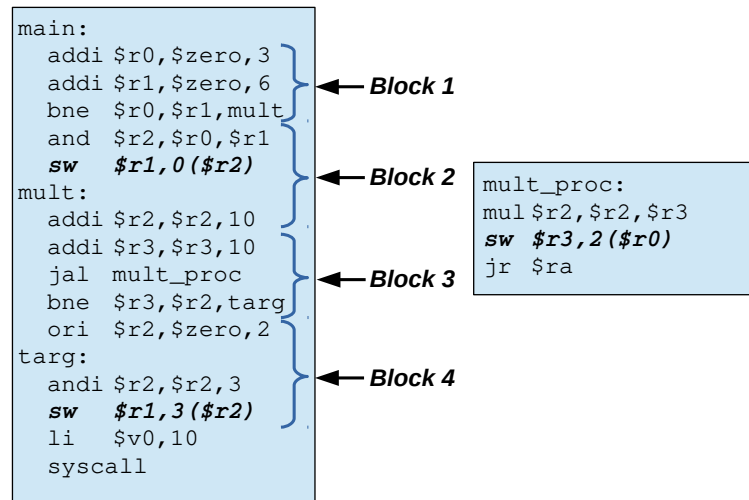 main:
addi $r0,$zero,3
addi $r1,$zero,6
bne $r0,$r1,mult
and $r2,$r0,$r1
sw $r1,0($r2)
mult:
addi $r2,$r2,10
addi $r3,$r3,10
jal mult_proc
bne $r3,$r2,targ
ori $r2,$zero,2
targ:
andi $r2,$r2,3
sw $r1,3($r2)
li $v0,10
syscall
Block 1
Block 2
Block 3
Block 4
mult_proc:
mul $r2,$r2,$r3
sw $r3,2($r0)
jr $ra